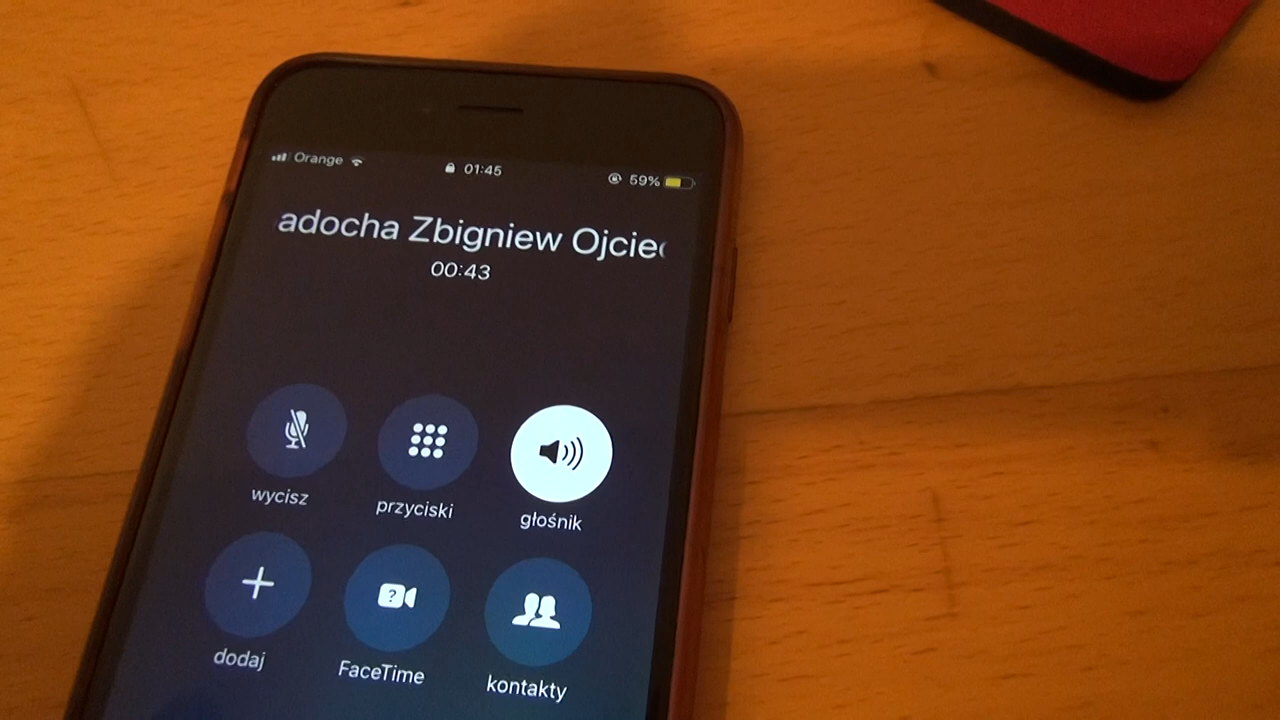 Orange 01:45 59%
adocha Zbigniew Ojciec
00:43
wycisz przyciski głośnik
dodaj FaceTime kontakty